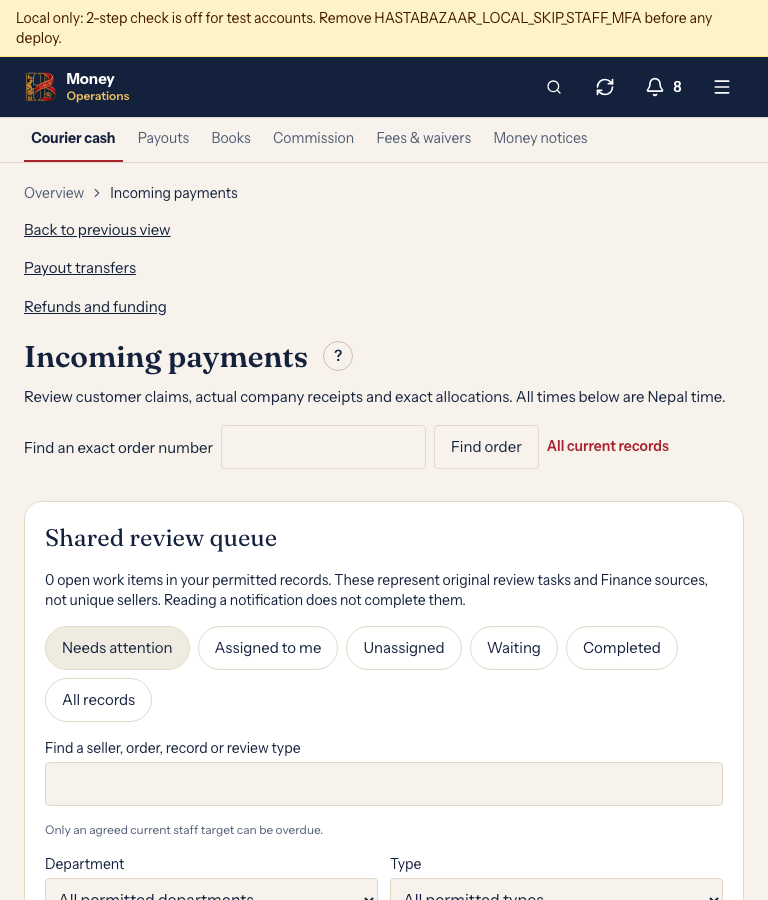 Local only: 2-step check is off for test accounts. Remove HASTABAZAAR_LOCAL_SKIP_STAFF_MFA before any
deploy.
Money
Operations
8
Courier cash
Payouts
Books
Commission
Fees & waivers
Money notices
Overview > Incoming payments
Back to previous view
Payout transfers
Refunds and funding
Incoming payments ?
Review customer claims, actual company receipts and exact allocations. All times below are Nepal time.
Find an exact order number
Find order
All current records
Shared review queue
0 open work items in your permitted records. These represent original review tasks and Finance sources,
not unique sellers. Reading a notification does not complete them.
Needs attention
Assigned to me
Unassigned
Waiting
Completed
All records
Find a seller, order, record or review type
Only an agreed current staff target can be overdue.
Department
Type
All permitted departments
All permitted types